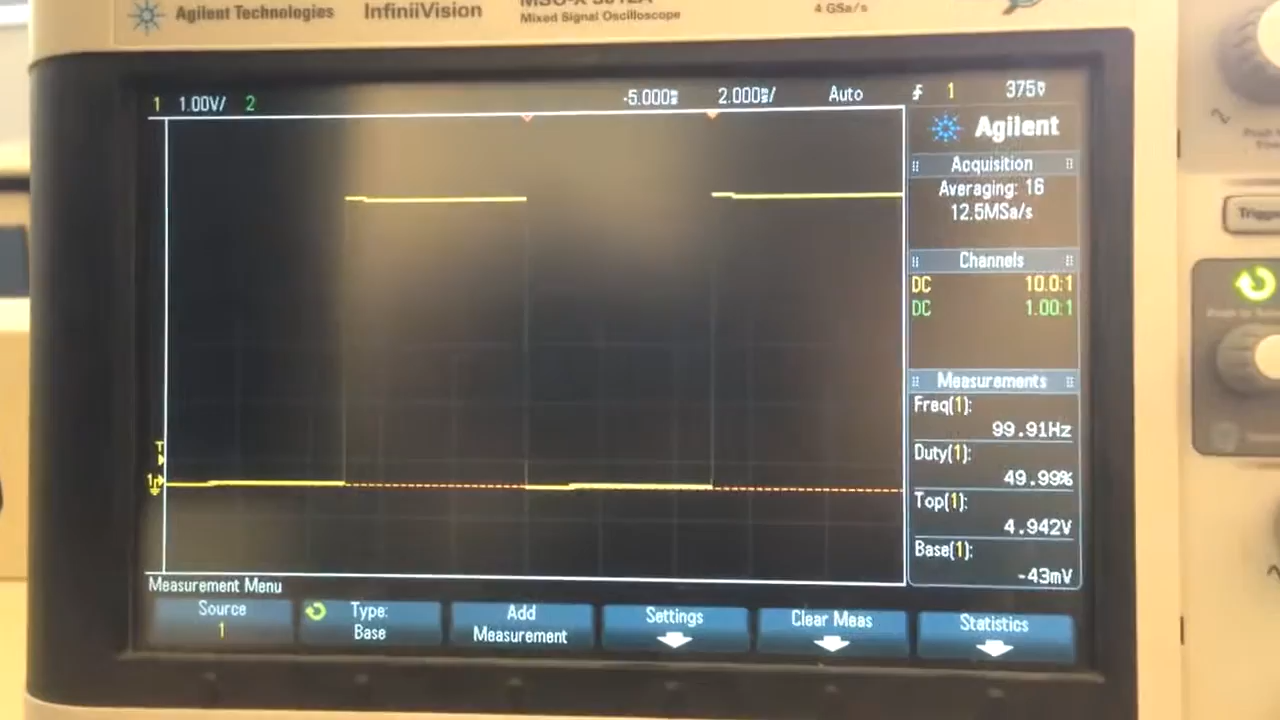 Agilent Technologies InfiniiVision
Mixed Signal Oscilloscope
4 GSa/s
1 1.00V/ 2 -5.000ms 2.000ms/ Auto 1 375
Agilent
Acquisition
Averaging: 16
12.5MSa/s
Channels
DC 10.0:1
DC 1.00:1
Measurements
Freq(1):
99.91Hz
Duty(1):
49.99%
Top(1):
4.942V
Base(1):
-43mV
T
1
Measurement Menu
Source
1
Type:
Base
Add
Measurement
Settings
Clear Meas
Statistics